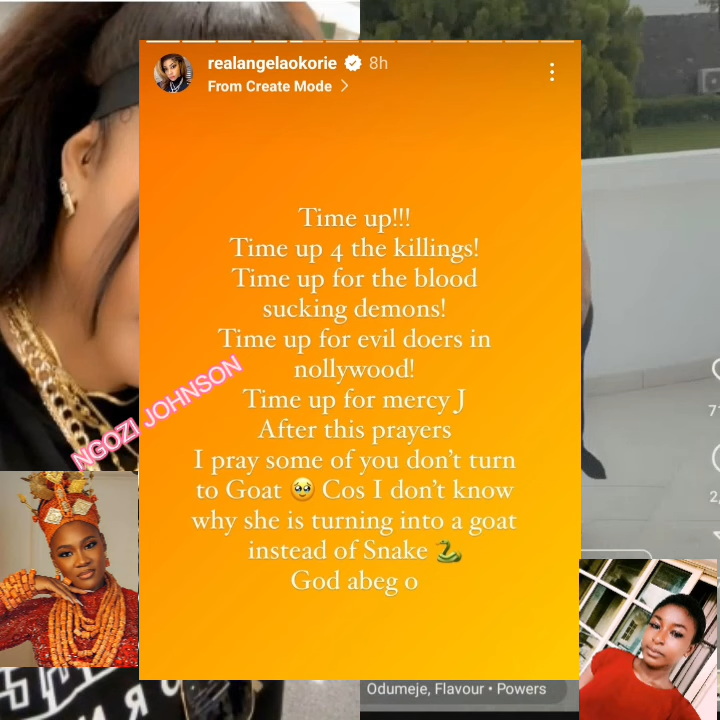 realangelaokorie 8h
From Create Mode
Time up!!!
Time up 4 the killings!
Time up for the blood
sucking demons!
Time up for evil doers in
nollywood!
Time up for mercy J
After this prayers
I pray some of you don't turn
to Goat 🥹 Cos I don't know
why she is turning into a goat
instead of Snake 🐍
God abeg o
NGOZI JOHNSON
Odumeje, Flavour • Powers